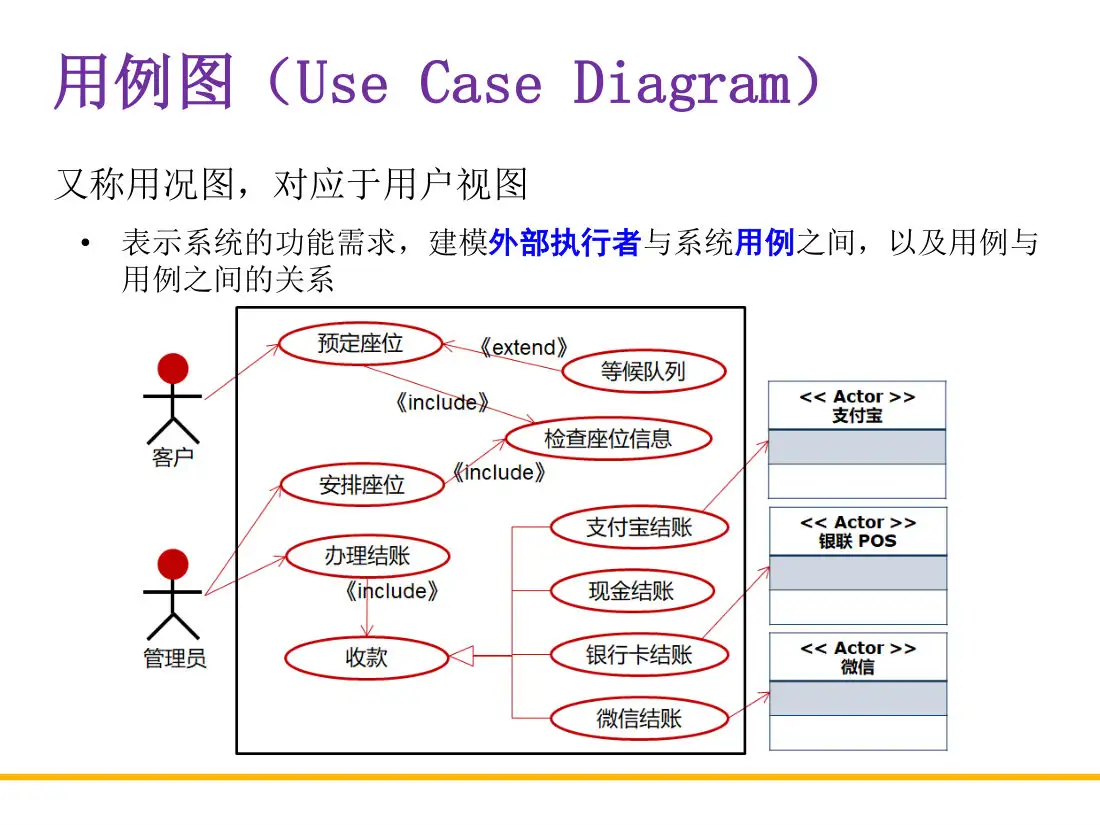 用例图（Use Case Diagram）
又称用况图，对应于用户视图
• 表示系统的功能需求，建模外部执行者与系统用例之间，以及用例与
用例之间的关系
预定座位
《extend》
等候队列
《include》
检查座位信息
客户
安排座位
《include》
<< Actor >>
支付宝
支付宝结账
<< Actor >>
银联 POS
办理结账
《include》
现金结账
管理员
收款
银行卡结账
<< Actor >>
微信
微信结账